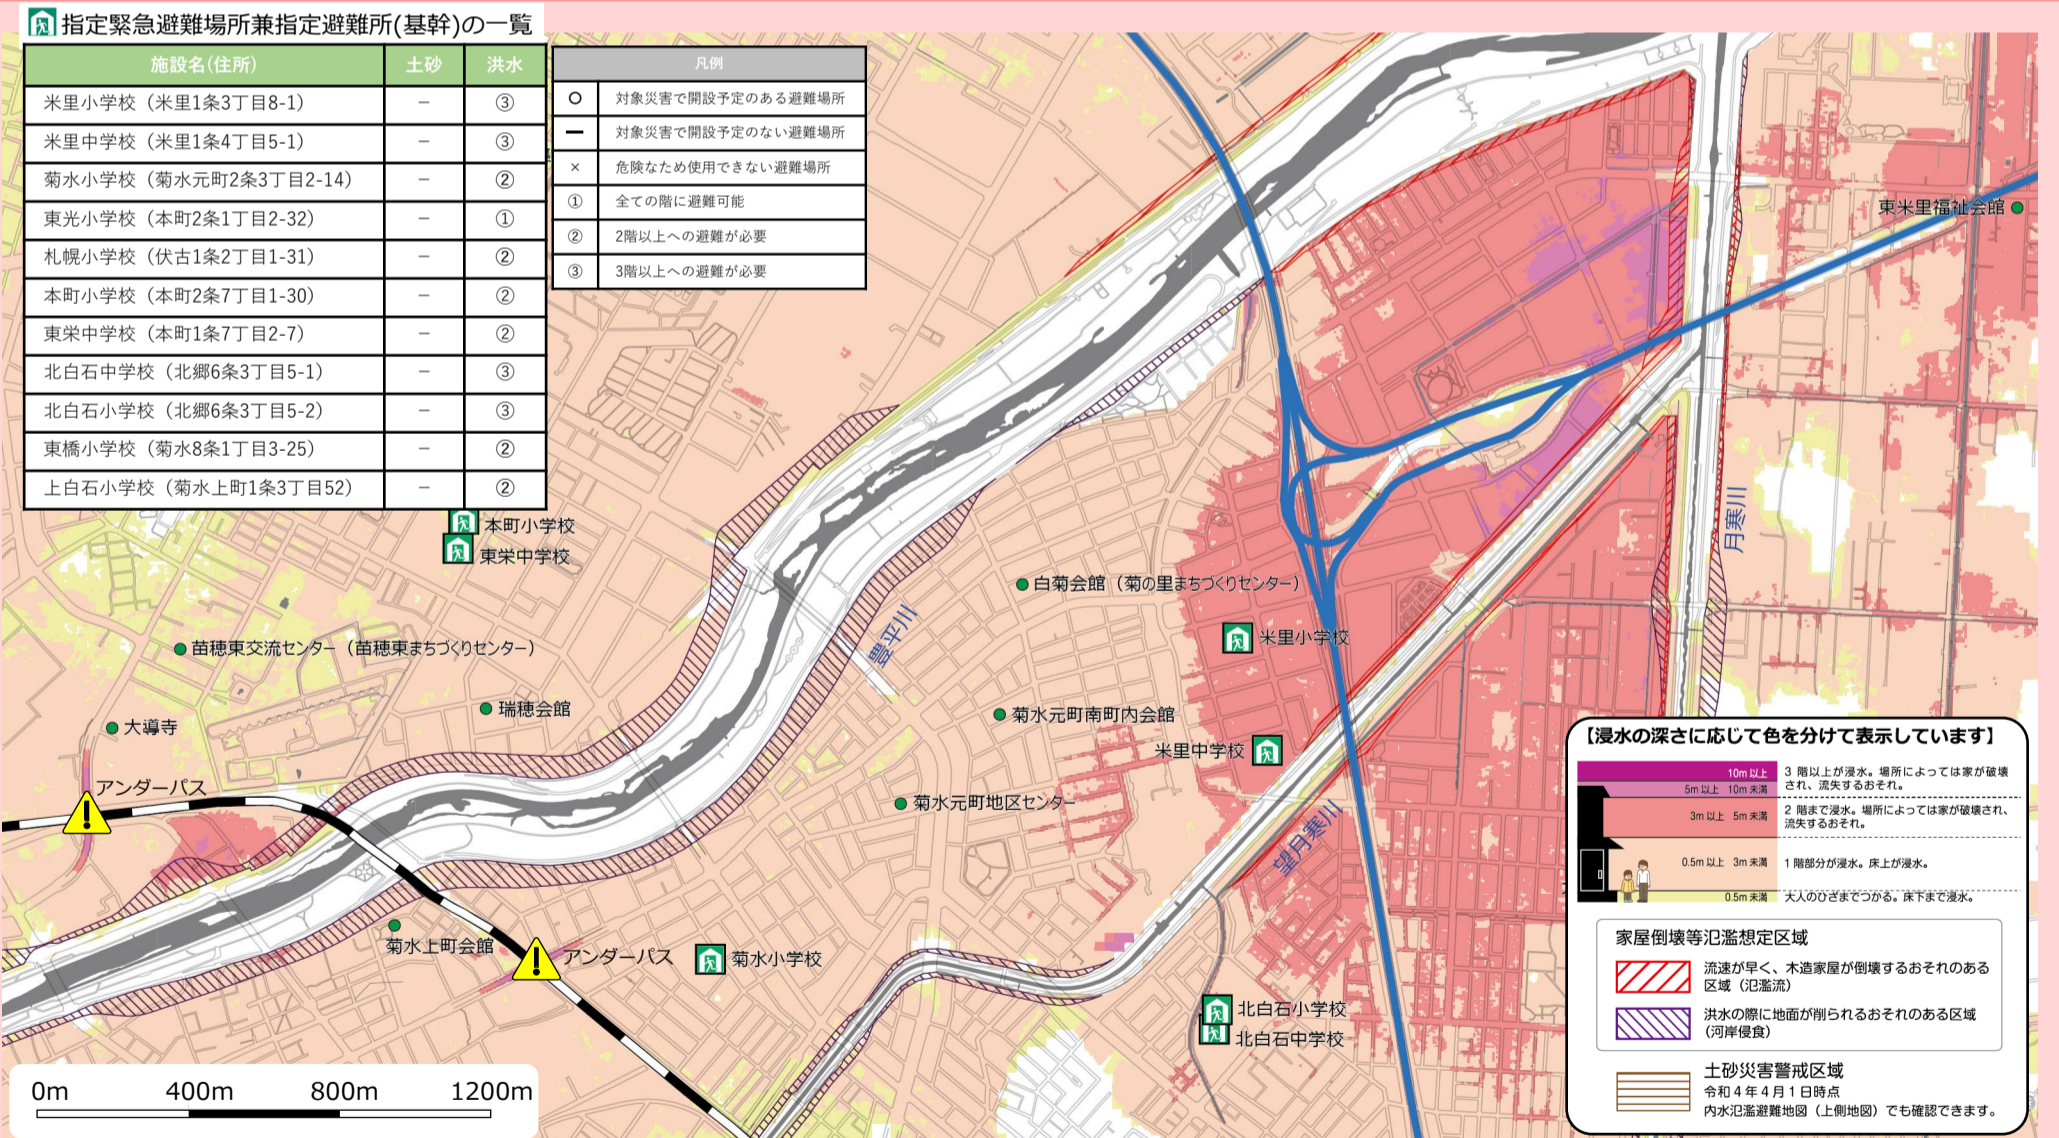 指定緊急避難場所兼指定避難所(基幹)の一覧
施設名(住所) 土砂 洪水
米里小学校（米里1条3丁目8-1） － ③
米里中学校（米里1条4丁目5-1） － ③
菊水小学校（菊水元町2条3丁目2-14） － ②
東光小学校（本町2条1丁目2-32） － ①
札幌小学校（伏古1条2丁目1-31） － ②
本町小学校（本町2条7丁目1-30） － ②
東栄中学校（本町1条7丁目2-7） － ②
北白石中学校（北郷6条3丁目5-1） － ③
北白石小学校（北郷6条3丁目5-2） － ③
東橋小学校（菊水8条1丁目3-25） － ②
上白石小学校（菊水上町1条3丁目52） － ②
凡例
○ 対象災害で開設予定のある避難場所
ー 対象災害で開設予定のない避難場所
× 危険なため使用できない避難場所
① 全ての階に避難可能
② 2階以上への避難が必要
③ 3階以上への避難が必要
東米里福祉会館
本町小学校
東栄中学校
月寒川
白菊会館（菊の里まちづくりセンター）
豊平川
米里小学校
苗穂東交流センター（苗穂東まちづくりセンター）
瑞穂会館
菊水元町南町内会館
大導寺
米里中学校
アンダーパス
菊水元町地区センター
望月寒川
菊水上町会館
アンダーパス
菊水小学校
北白石小学校
北白石中学校
0m 400m 800m 1200m
【浸水の深さに応じて色を分けて表示しています】
10m 以上
3 階以上が浸水。場所によっては家が破壊
され、流失するおそれ。
5m 以上 10m 未満
3m 以上 5m 未満
2 階まで浸水。場所によっては家が破壊され、
流失するおそれ。
0.5m 以上 3m 未満
1 階部分が浸水。床上が浸水。
0.5m 未満
大人のひざまでつかる。床下まで浸水。
家屋倒壊等氾濫想定区域
流速が早く、木造家屋が倒壊するおそれのある
区域（氾濫流）
洪水の際に地面が削られるおそれのある区域
（河岸侵食）
土砂災害警戒区域
令和４年４月１日時点
内水氾濫避難地図（上側地図）でも確認できます。